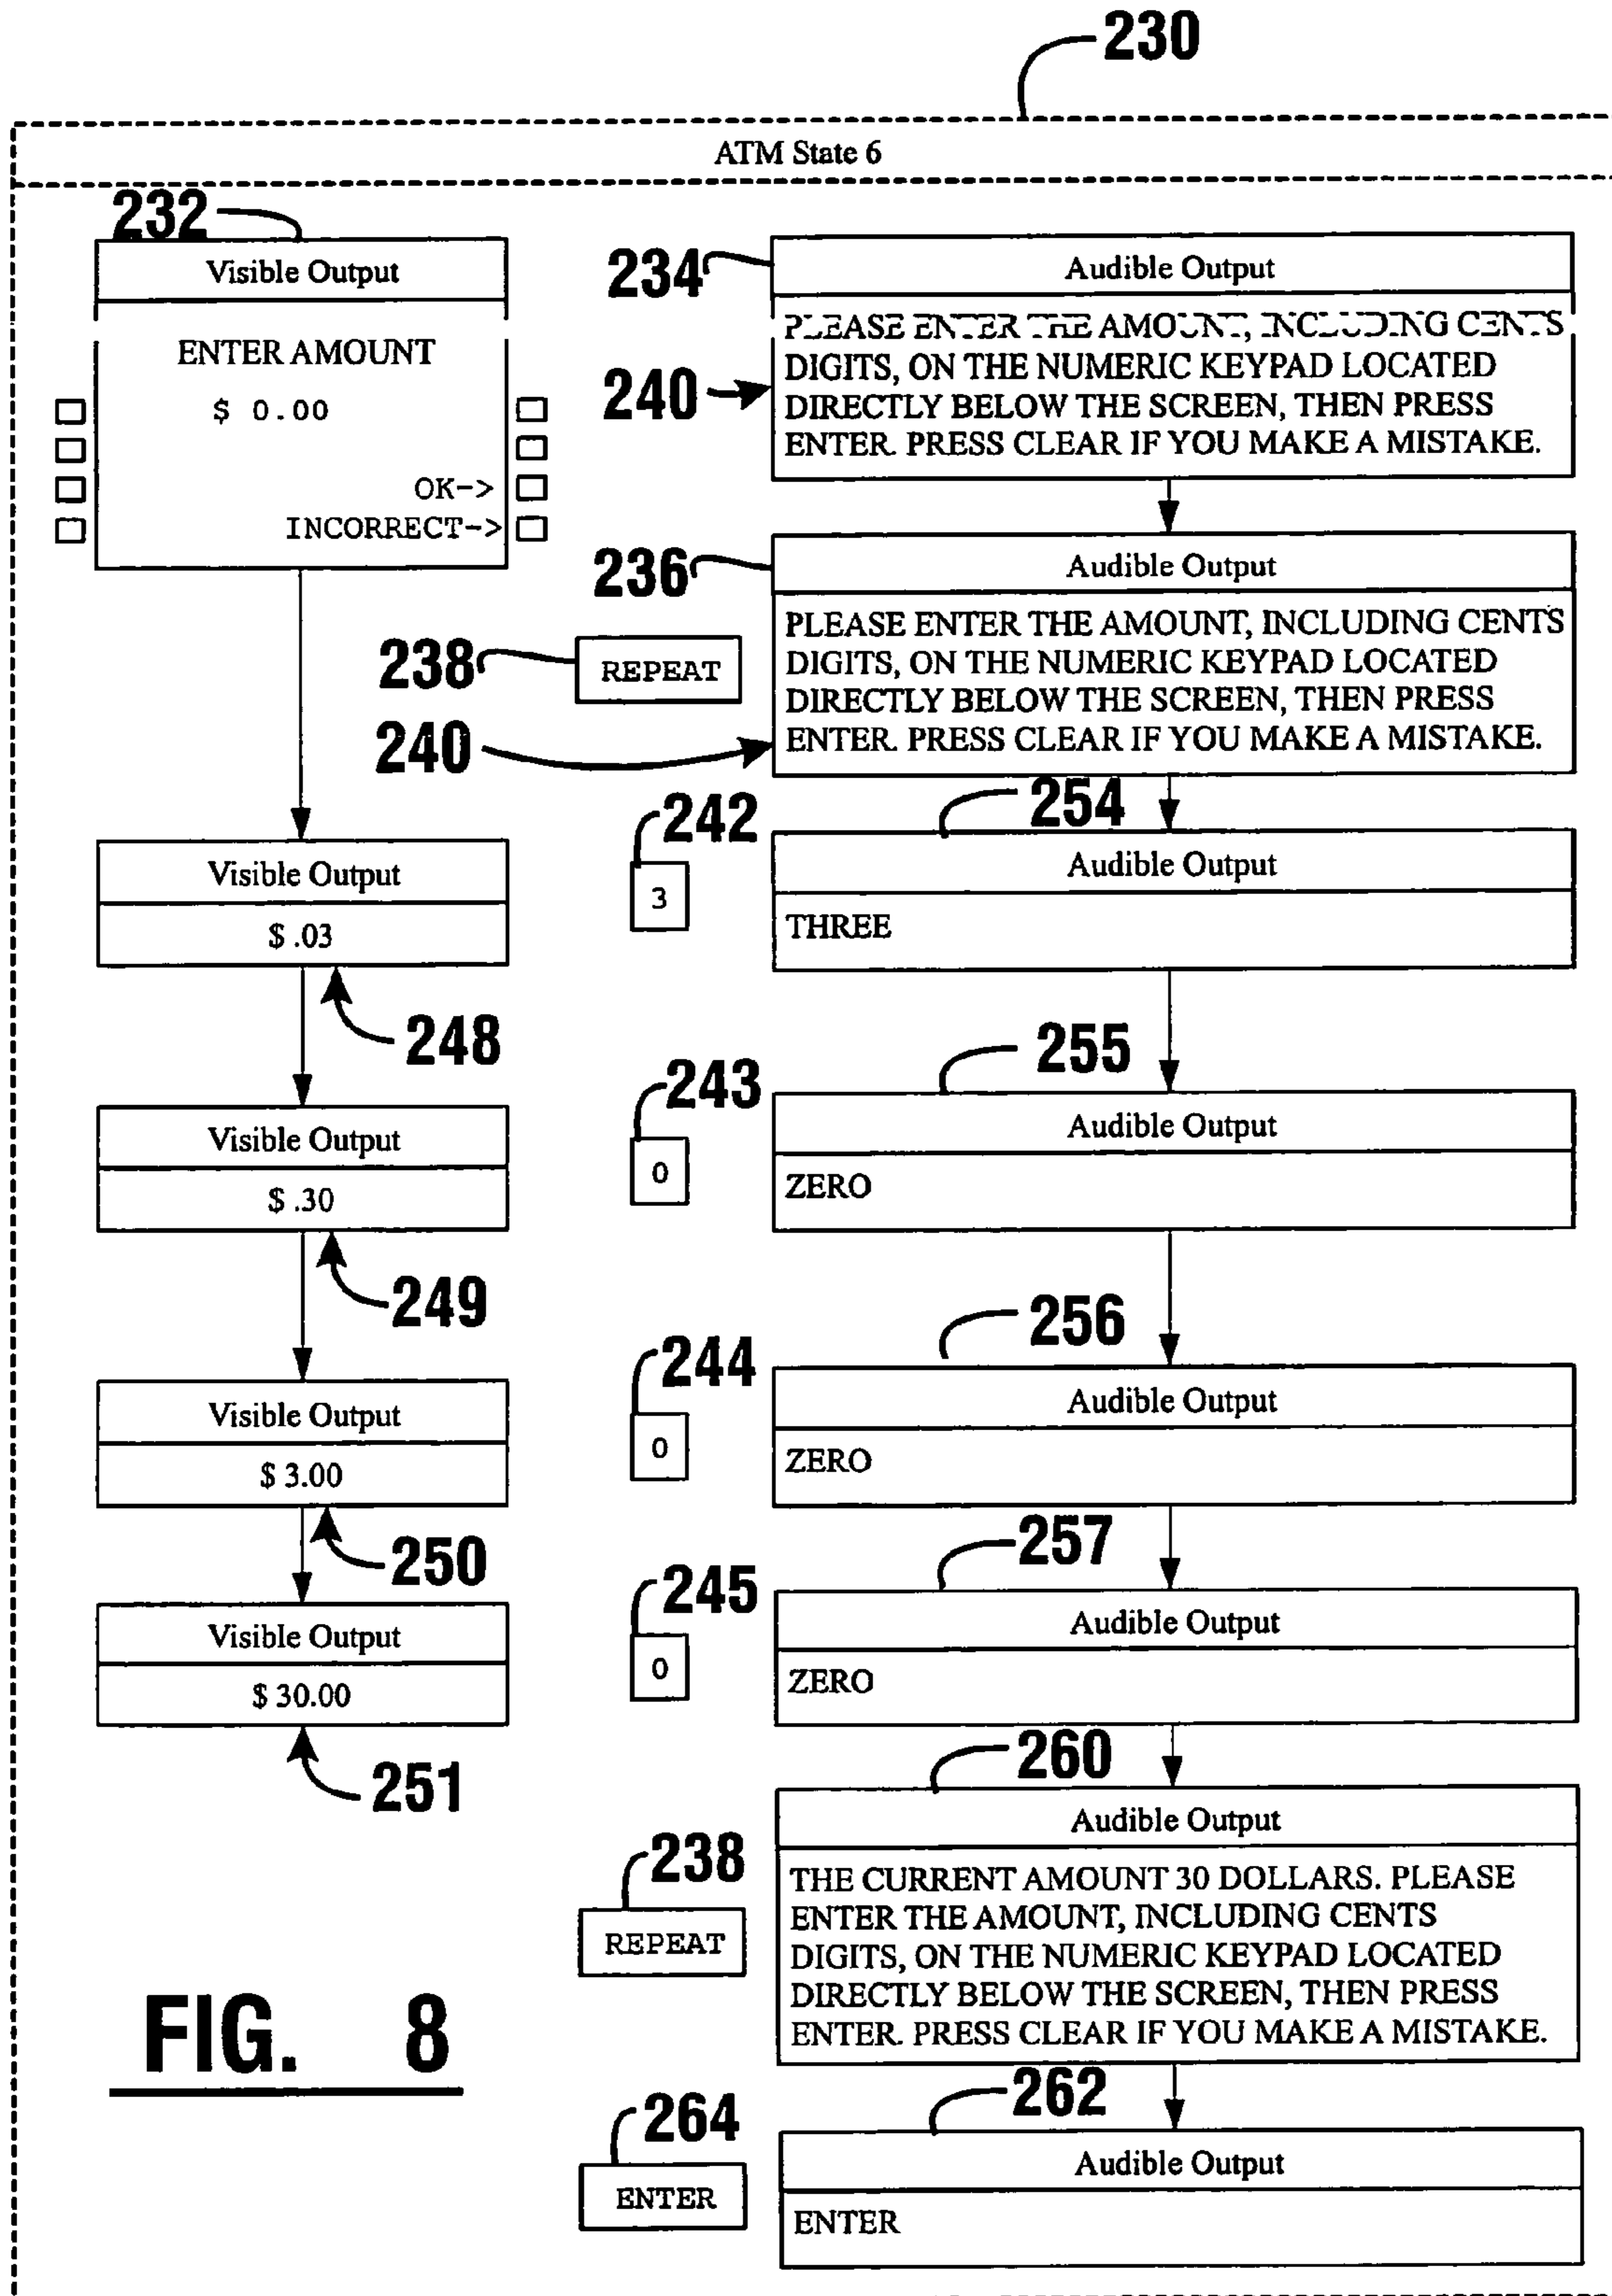 230
ATM State 6
232
Visible Output
ENTER AMOUNT
$ 0.00
OK->
INCORRECT->
234
Audible Output
PLEASE ENTER THE AMOUNT, INCLUDING CENTS
DIGITS, ON THE NUMERIC KEYPAD LOCATED
DIRECTLY BELOW THE SCREEN, THEN PRESS
ENTER. PRESS CLEAR IF YOU MAKE A MISTAKE.
240
236
Audible Output
238
REPEAT
PLEASE ENTER THE AMOUNT, INCLUDING CENTS
DIGITS, ON THE NUMERIC KEYPAD LOCATED
DIRECTLY BELOW THE SCREEN, THEN PRESS
ENTER. PRESS CLEAR IF YOU MAKE A MISTAKE.
240
Visible Output
$ .03
248
242
3
254
Audible Output
THREE
Visible Output
$ .30
249
243
0
255
Audible Output
ZERO
Visible Output
$ 3.00
250
244
0
256
Audible Output
ZERO
Visible Output
$ 30.00
251
245
0
257
Audible Output
ZERO
260
Audible Output
238
REPEAT
THE CURRENT AMOUNT 30 DOLLARS. PLEASE
ENTER THE AMOUNT, INCLUDING CENTS
DIGITS, ON THE NUMERIC KEYPAD LOCATED
DIRECTLY BELOW THE SCREEN, THEN PRESS
ENTER. PRESS CLEAR IF YOU MAKE A MISTAKE.
264
ENTER
262
Audible Output
ENTER
FIG. 8